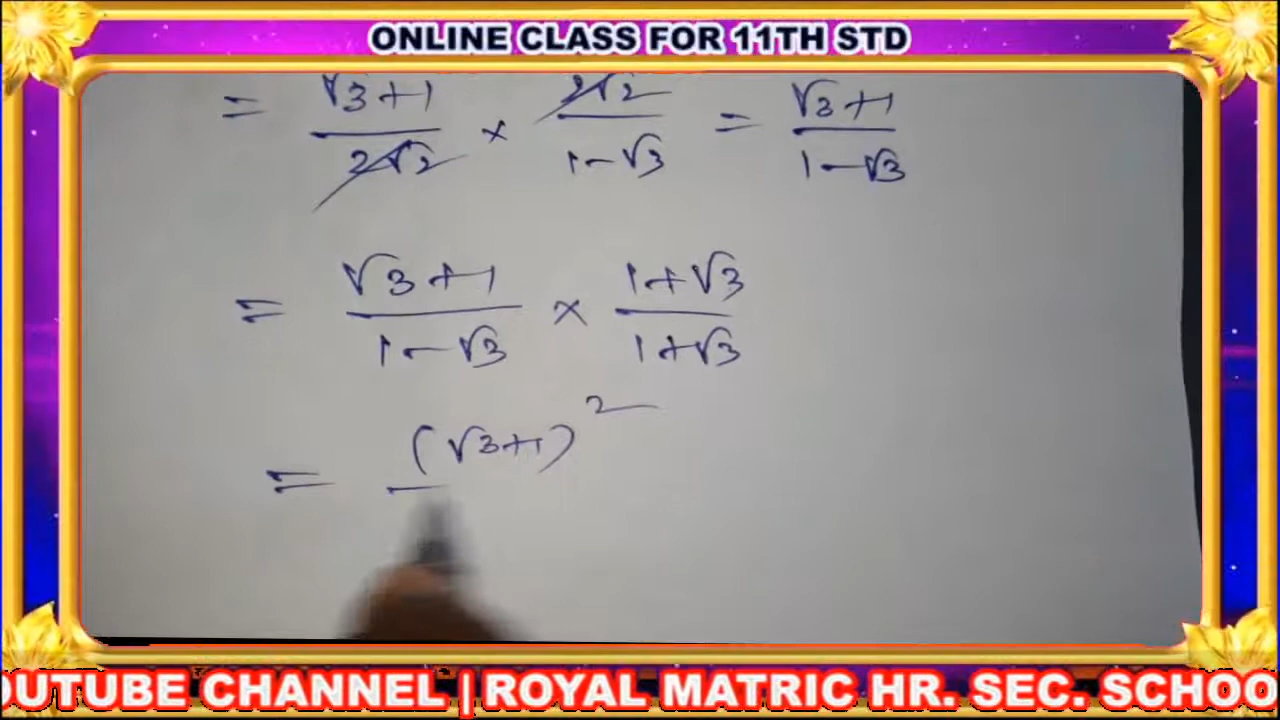 ONLINE CLASS FOR 11TH STD
= √3+1 / 2√2 × 2√2 / 1-√3 = √3+1 / 1-√3
= √3+1 / 1-√3 × 1+√3 / 1+√3
= (√3+1)²
OUTUBE CHANNEL | ROYAL MATRIC HR. SEC. SCHOO